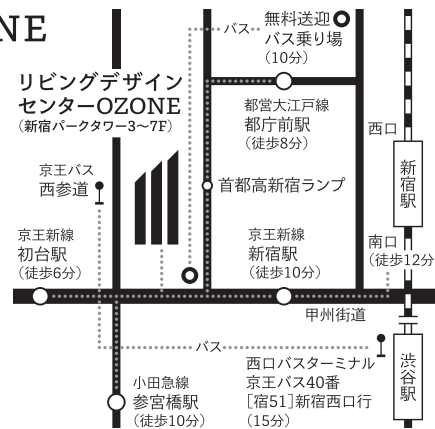 NE
無料送迎
バス乗り場
(10分)
バス
リビングデザイン
センターOZONE
(新宿パークタワー3〜7F)
都営大江戸線
都庁前駅
(徒歩8分)
西口
新宿駅
京王バス
西参道
首都高新宿ランプ
京王新線
初台駅
(徒歩6分)
京王新線
新宿駅
(徒歩10分)
南口
(徒歩12分
甲州街道
バス
西口バスターミナル
京王バス40番
[宿51]新宿西口行
(15分)
渋谷駅
小田急線
参宮橋駅
(徒歩10分)